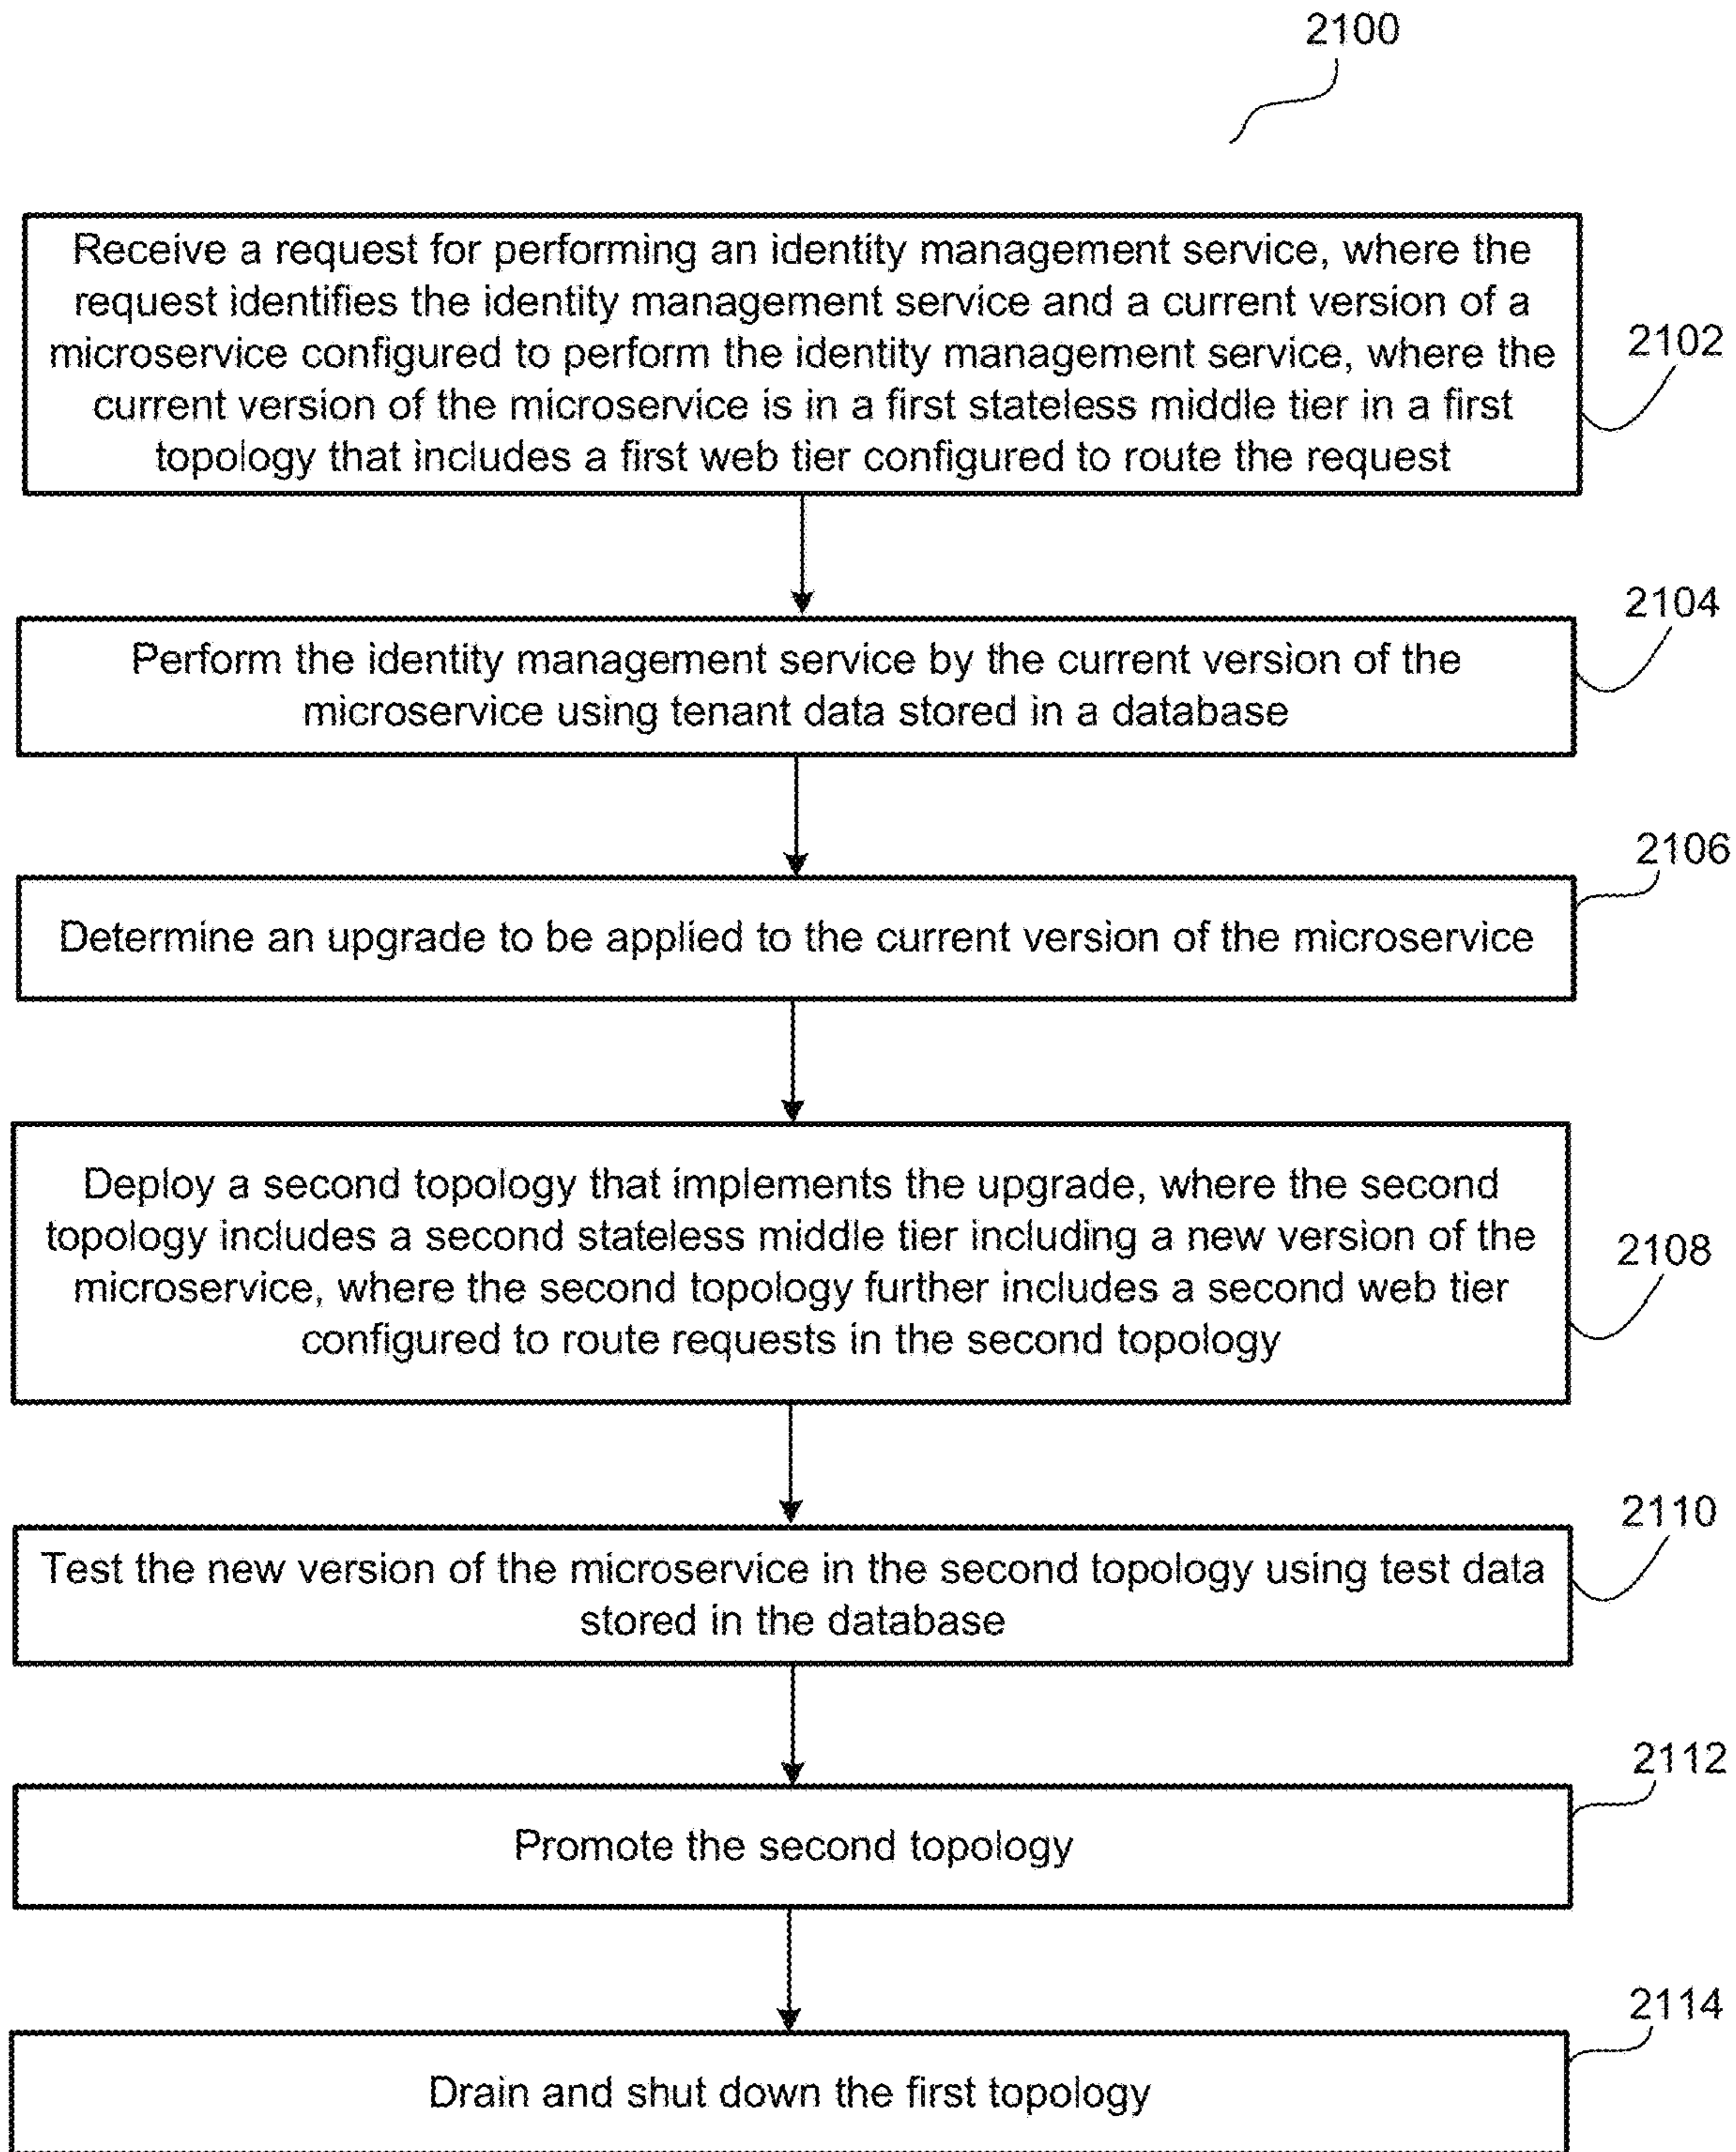 2100
Receive a request for performing an identity management service, where the
request identifies the identity management service and a current version of a
microservice configured to perform the identity management service, where the
current version of the microservice is in a first stateless middle tier in a first
topology that includes a first web tier configured to route the request
2102
2104
Perform the identity management service by the current version of the
microservice using tenant data stored in a database
2106
Determine an upgrade to be applied to the current version of the microservice
Deploy a second topology that implements the upgrade, where the second
topology includes a second stateless middle tier including a new version of the
microservice, where the second topology further includes a second web tier
configured to route requests in the second topology
2108
2110
Test the new version of the microservice in the second topology using test data
stored in the database
2112
Promote the second topology
2114
Drain and shut down the first topology